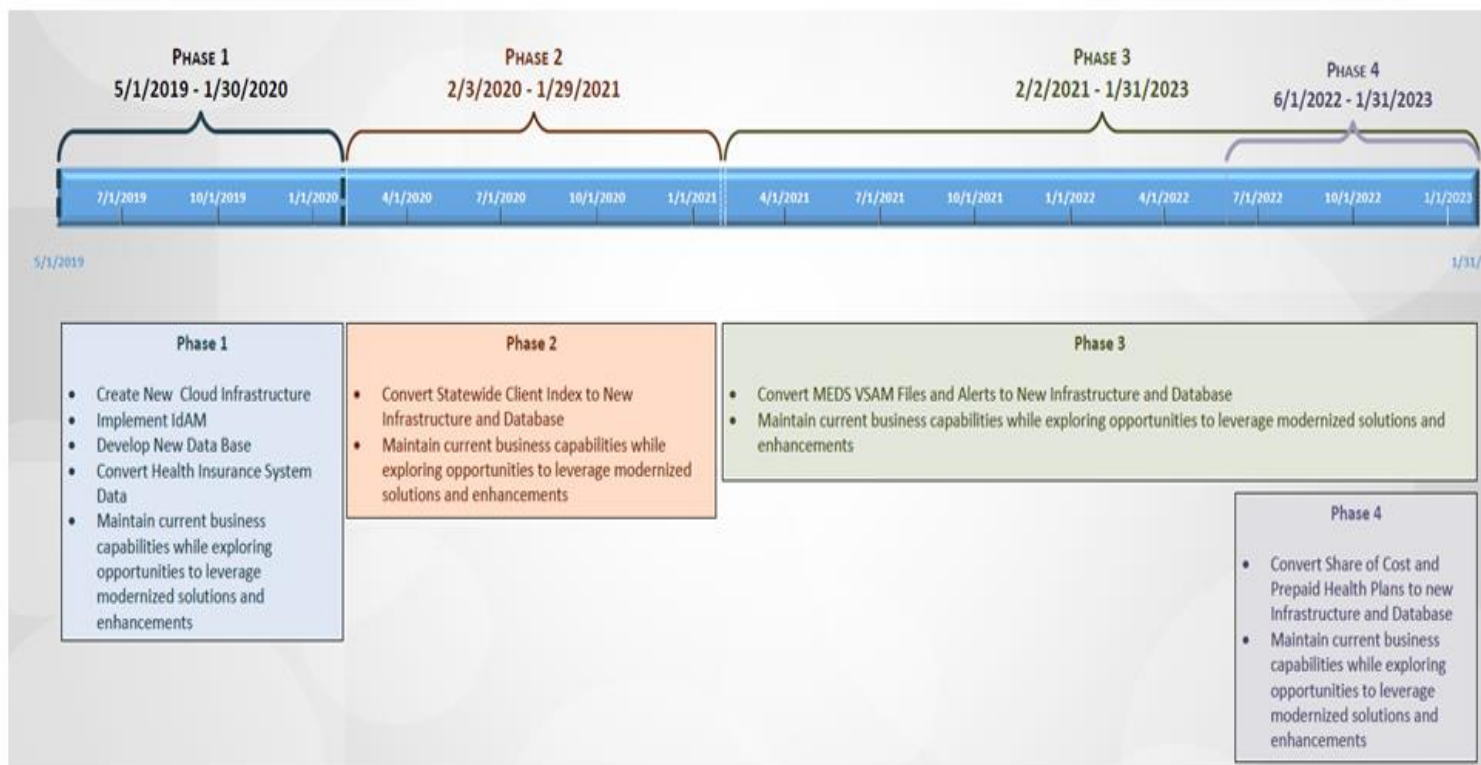 PHASE 1
5/1/2019 - 1/30/2020
PHASE 2
2/3/2020 - 1/29/2021
PHASE 3
2/2/2021 - 1/31/2023
PHASE 4
6/1/2022 - 1/31/2023
7/1/2019
10/1/2019
1/1/2020
4/1/2020
7/1/2020
10/1/2020
1/1/2021
4/1/2021
7/1/2021
10/1/2021
1/1/2022
4/1/2022
7/1/2022
10/1/2022
1/1/2023
5/1/2019
1/31/
Phase 1
• Create New Cloud Infrastructure
• Implement IdAM
• Develop New Data Base
• Convert Health Insurance System
Data
• Maintain current business
capabilities while exploring
opportunities to leverage
modernized solutions and
enhancements
Phase 2
• Convert Statewide Client Index to New
Infrastructure and Database
• Maintain current business capabilities while
exploring opportunities to leverage modernized
solutions and enhancements
Phase 3
• Convert MEDS VSAM Files and Alerts to New Infrastructure and Database
• Maintain current business capabilities while exploring opportunities to leverage modernized solutions and
enhancements
Phase 4
• Convert Share of Cost and
Prepaid Health Plans to new
Infrastructure and Database
• Maintain current business
capabilities while exploring
opportunities to leverage
modernized solutions and
enhancements